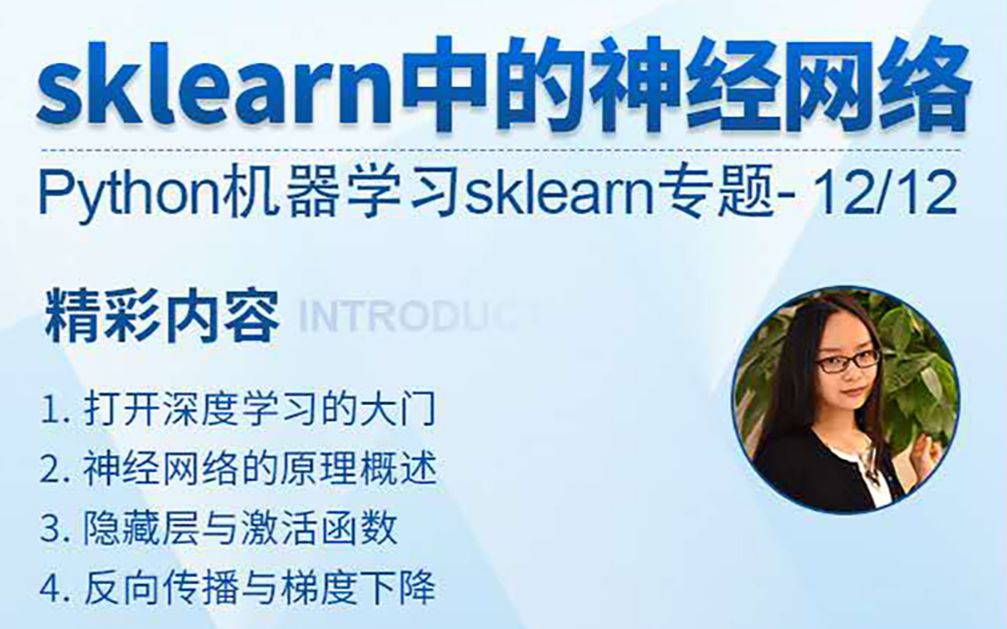 sklearn中的神经网络
Python机器学习sklearn专题- 12/12
精彩内容 INTRODUCT
1. 打开深度学习的大门
2. 神经网络的原理概述
3. 隐藏层与激活函数
4. 反向传播与梯度下降